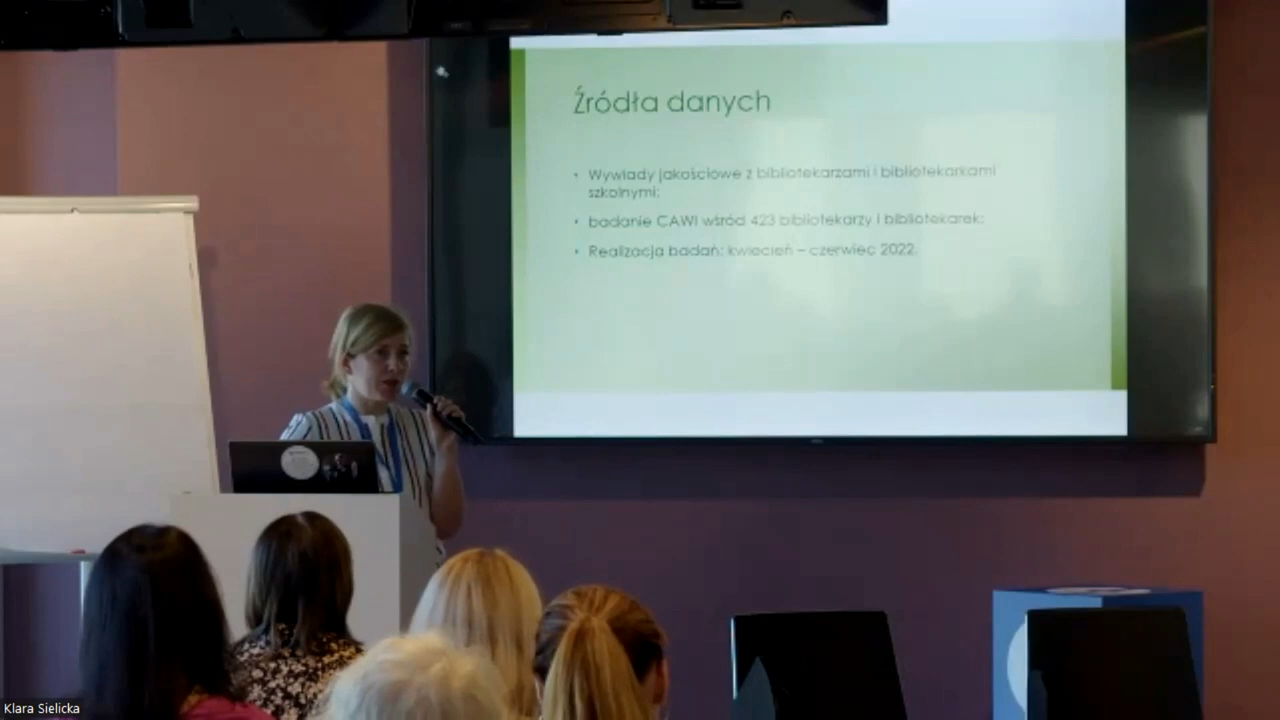 Źródła danych
Wywiady jakościowe z bibliotekarzami i bibliotekarkami
szkolnymi;
badanie CAWI wśród 423 bibliotekarzy i bibliotekarek;
Realizacja badań: kwiecień – czerwiec 2022.
Klara Sielicka